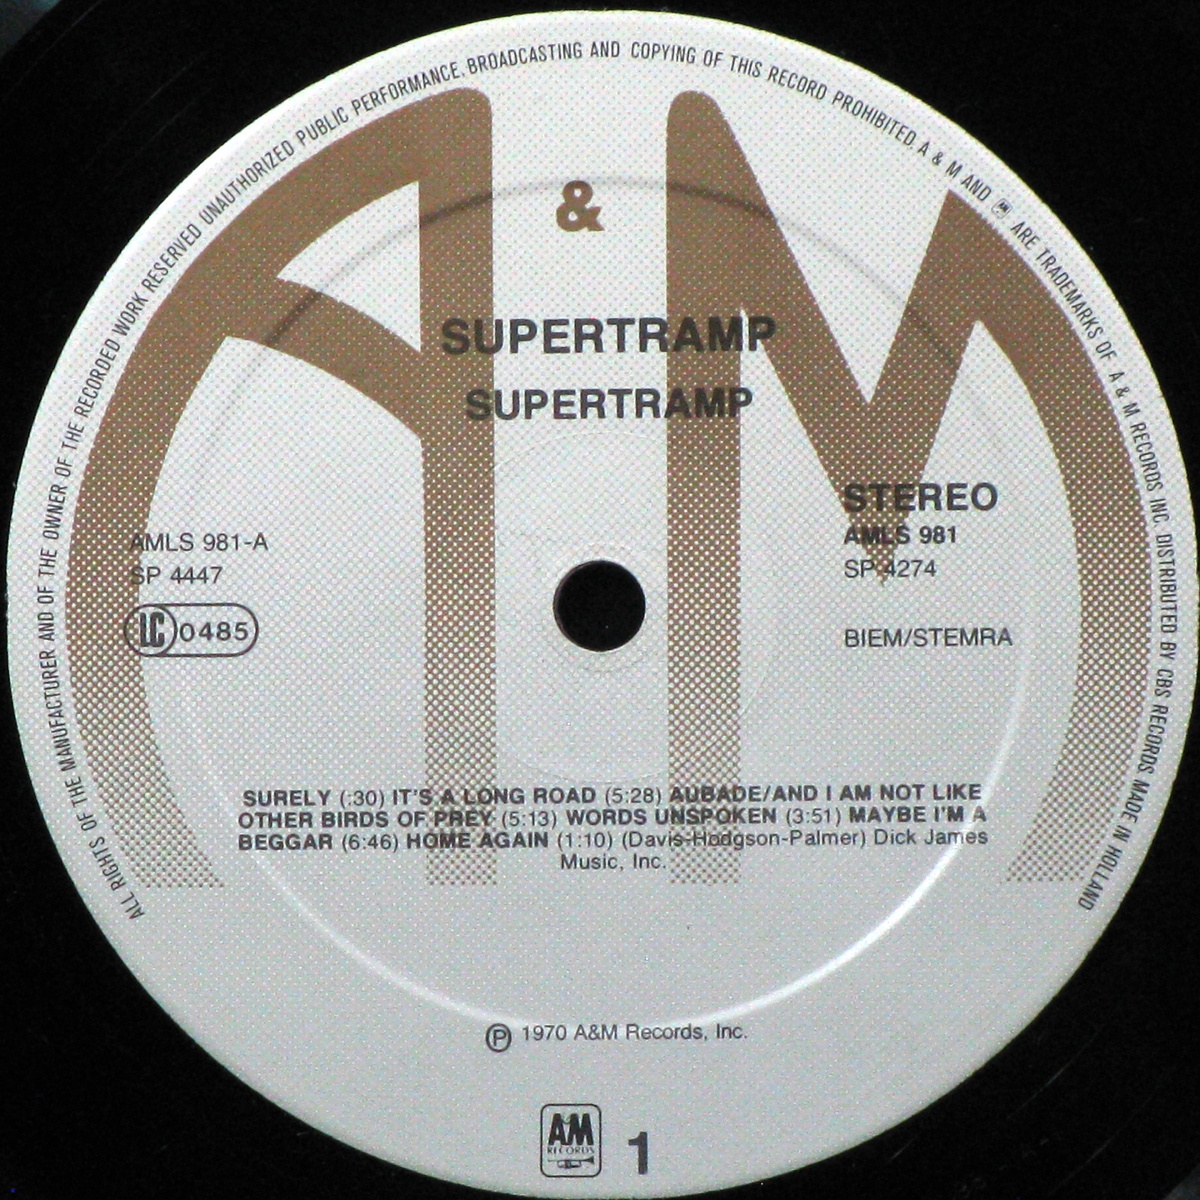 ALL RIGHTS OF THE MANUFACTURER AND OF THE OWNER OF THE RECORDED WORK RESERVED UNAUTHORIZED PUBLIC PERFORMANCE, BROADCASTING AND COPYING OF THIS RECORD PROHIBITED. A & M AND AM ARE TRADEMARKS OF A & M RECORDS INC. DISTRIBUTED BY CBS RECORDS MADE IN HOLLAND
A & M
SUPERTRAMP
SUPERTRAMP
AMLS 981-A
SP 4447
LC 0485
STEREO
AMLS 981
SP 4274
BIEM/STEMRA
SURELY (:30) IT'S A LONG ROAD (5:28) AUBADE/AND I AM NOT LIKE
OTHER BIRDS OF PREY (5:13) WORDS UNSPOKEN (3:51) MAYBE I'M A
BEGGAR (6:46) HOME AGAIN (1:10) (Davis-Hodgson-Palmer) Dick James
Music, Inc.
Ⓟ 1970 A&M Records, Inc.
AM
RECORDS
1